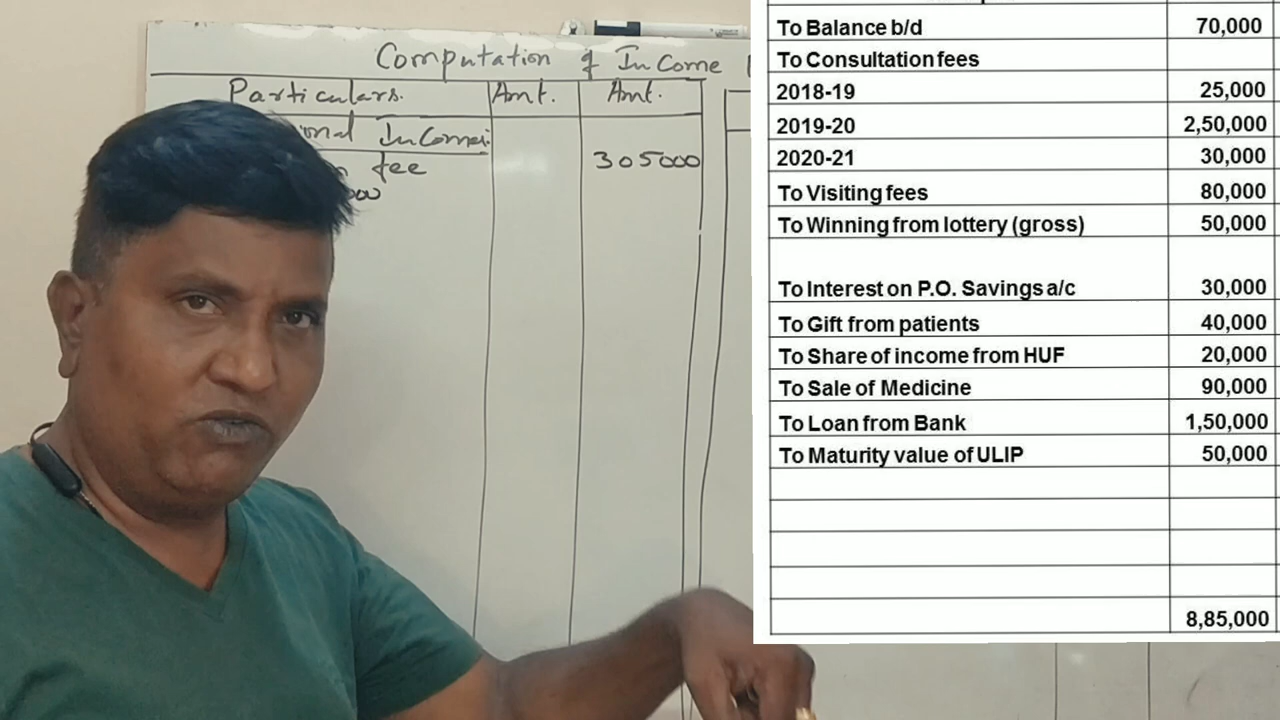 Computation of Income
Particulars. Amt. Amt.
Incomes:
fee 305000
To Balance b/d 70,000
To Consultation fees
2018-19 25,000
2019-20 2,50,000
2020-21 30,000
To Visiting fees 80,000
To Winning from lottery (gross) 50,000
To Interest on P.O. Savings a/c 30,000
To Gift from patients 40,000
To Share of income from HUF 20,000
To Sale of Medicine 90,000
To Loan from Bank 1,50,000
To Maturity value of ULIP 50,000
8,85,000